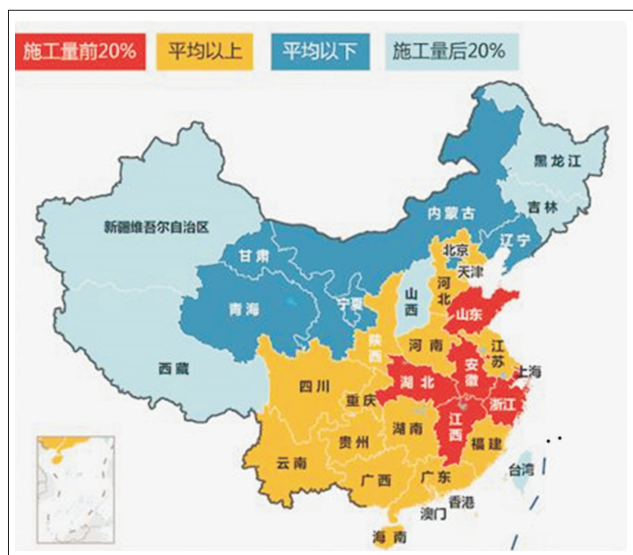 施工量前20%
平均以上
平均以下
施工量后20%
黑龙江
吉林
新疆维吾尔自治区
内蒙古
辽宁
甘肃
北京
天津
河北
山西
宁夏
青海
山东
陕西
河南
江苏
西藏
安徽
上海
四川
湖北
重庆
浙江
湖南
江西
贵州
福建
云南
广西
广东
台湾
香港
澳门
海南